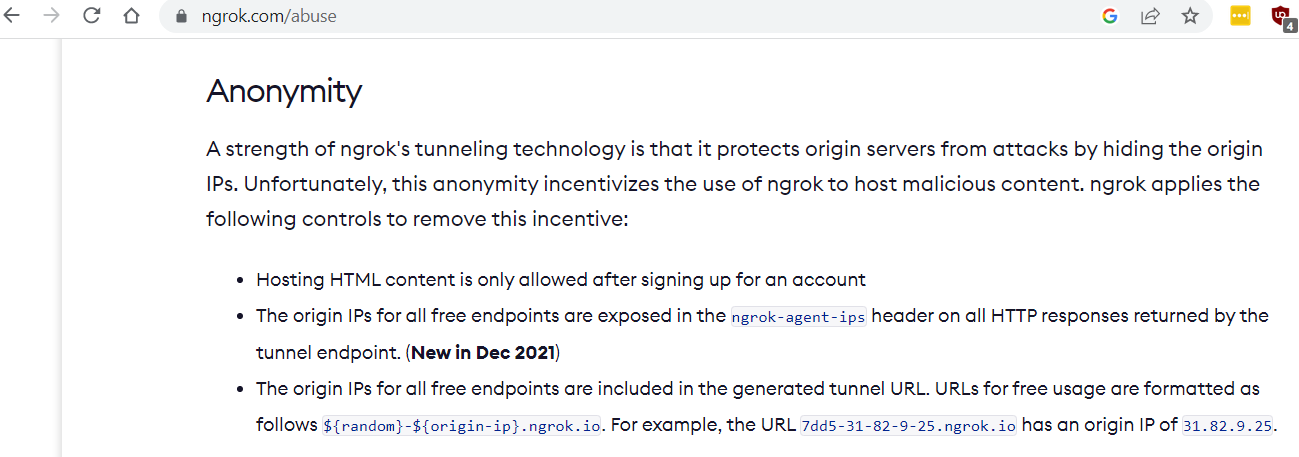 ngrok.com/abuse
4
Anonymity
A strength of ngrok's tunneling technology is that it protects origin servers from attacks by hiding the origin
IPs. Unfortunately, this anonymity incentivizes the use of ngrok to host malicious content. ngrok applies the
following controls to remove this incentive:
• Hosting HTML content is only allowed after signing up for an account
• The origin IPs for all free endpoints are exposed in the ngrok-agent-ips header on all HTTP responses returned by the
tunnel endpoint. (New in Dec 2021)
• The origin IPs for all free endpoints are included in the generated tunnel URL. URLs for free usage are formatted as
follows ${random}-${origin-ip}.ngrok.io. For example, the URL 7dd5-31-82-9-25.ngrok.io has an origin IP of 31.82.9.25.